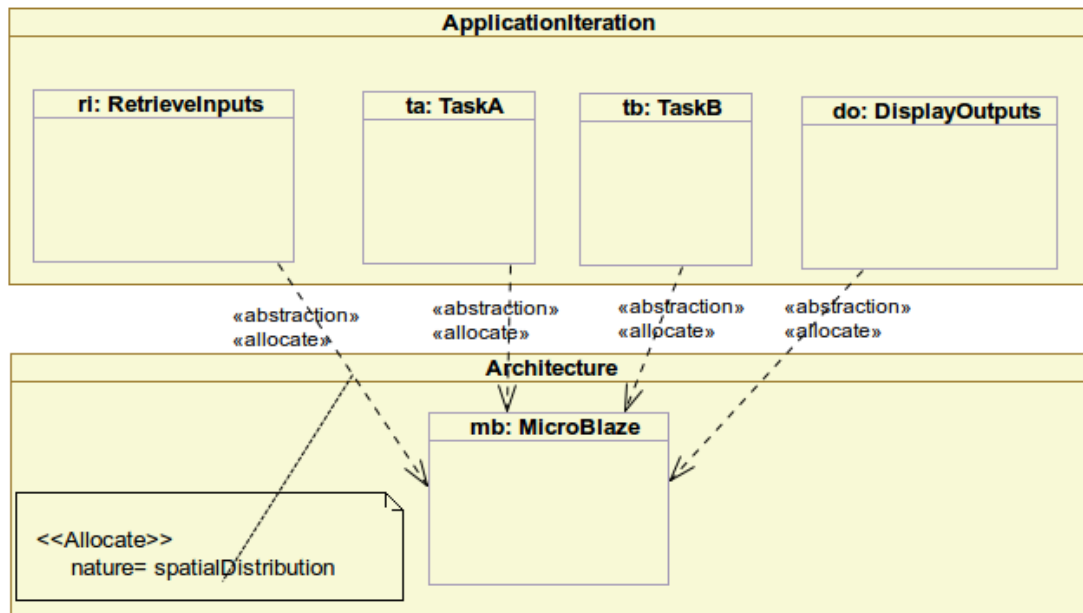 ApplicationIteration
ri: RetrieveInputs
ta: TaskA
tb: TaskB
do: DisplayOutputs
«abstraction»
«allocate»
«abstraction»
«allocate»
«abstraction»
«allocate»
«abstraction»
«allocate»
Architecture
mb: MicroBlaze
<<Allocate>>
nature= spatialDistribution